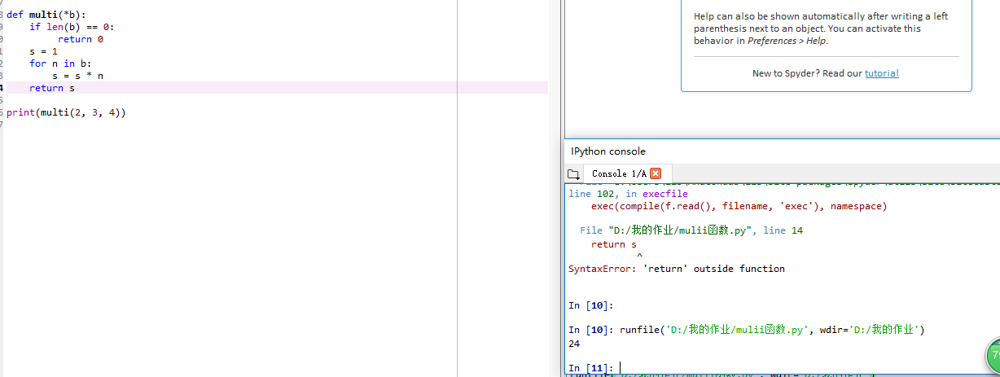 def multi(*b):
if len(b) == 0:
return 0
s = 1
for n in b:
s = s * n
return s
print(multi(2, 3, 4))
Help can also be shown automatically after writing a left
parenthesis next to an object. You can activate this
behavior in Preferences > Help.
New to Spyder? Read our tutorial
IPython console
Console 1/A
line 102, in execfile
exec(compile(f.read(), filename, 'exec'), namespace)
File "D:/我的作业/mulii函数.py", line 14
return s
^
SyntaxError: 'return' outside function
In [10]:
In [10]: runfile('D:/我的作业/mulii函数.py', wdir='D:/我的作业')
24
In [11]: